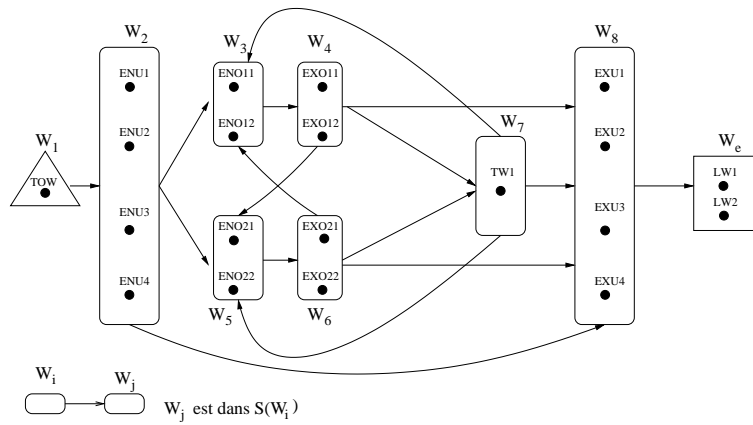 W1
TOW
W2
ENU1
ENU2
ENU3
ENU4
W3
ENO11
ENO12
W4
EXO11
EXO12
ENO21
ENO22
W5
EXO21
EXO22
W6
W7
TW1
W8
EXU1
EXU2
EXU3
EXU4
We
LW1
LW2
Wi
Wj
Wj est dans S(Wi)